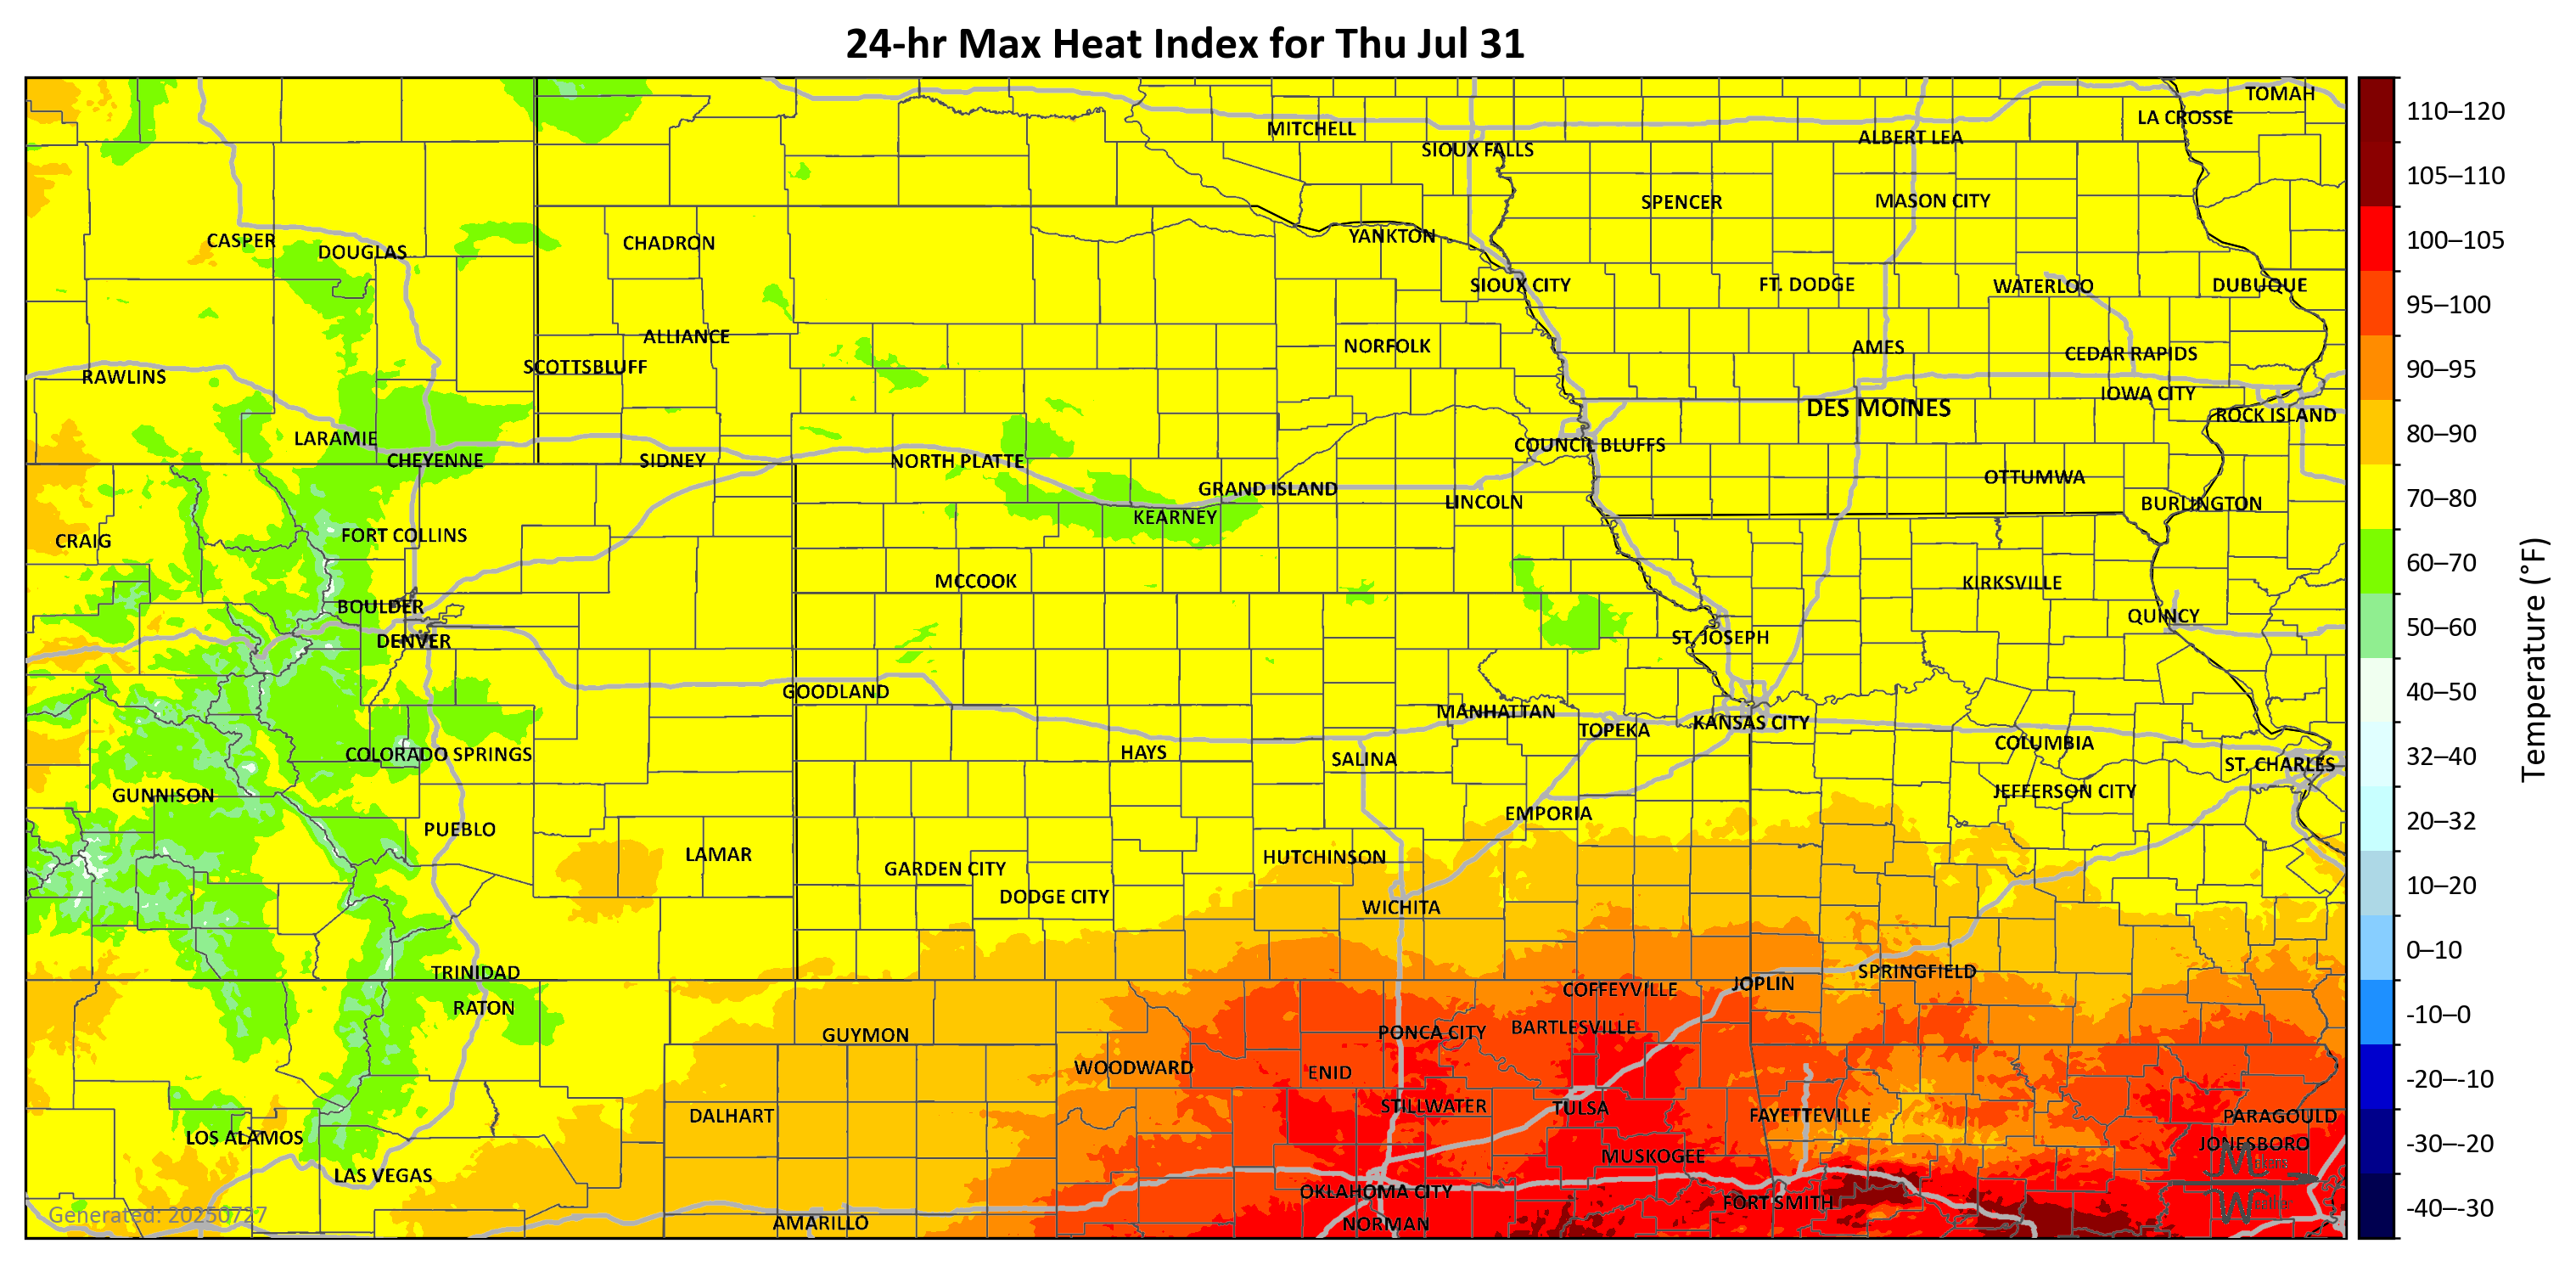 24-hr Max Heat Index for Thu Jul 31
TOMAH
LA CROSSE
MITCHELL
ALBERT LEA
SIOUX FALLS
SPENCER
MASON CITY
CASPER
DOUGLAS
CHADRON
YANKTON
SIOUX CITY
FT. DODGE
WATERLOO
DUBUQUE
ALLIANCE
NORFOLK
AMES
CEDAR RAPIDS
SCOTTSBLUFF
RAWLINS
IOWA CITY
DES MOINES
ROCK ISLAND
LARAMIE
COUNCIL BLUFFS
CHEYENNE
SIDNEY
NORTH PLATTE
OTTUMWA
GRAND ISLAND
LINCOLN
BURLINGTON
KEARNEY
FORT COLLINS
CRAIG
MCCOOK
KIRKSVILLE
BOULDER
QUINCY
DENVER
ST. JOSEPH
GOODLAND
MANHATTAN
KANSAS CITY
TOPEKA
COLUMBIA
COLORADO SPRINGS
HAYS
SALINA
ST. CHARLES
GUNNISON
JEFFERSON CITY
EMPORIA
PUEBLO
LAMAR
HUTCHINSON
GARDEN CITY
DODGE CITY
WICHITA
TRINIDAD
SPRINGFIELD
JOPLIN
COFFEYVILLE
RATON
BARTLESVILLE
PONCA CITY
GUYMON
WOODWARD
ENID
STILLWATER
TULSA
DALHART
FAYETTEVILLE
PARAGOULD
LOS ALAMOS
JONESBORO
MUSKOGEE
LAS VEGAS
OKLAHOMA CITY
FORT SMITH
AMARILLO
NORMAN
Generated: 20250727
110–120
105–110
100–105
95–100
90–95
80–90
70–80
60–70
50–60
40–50
32–40
20–32
10–20
0–10
-10–0
-20–-10
-30–-20
-40–-30
Temperature (°F)